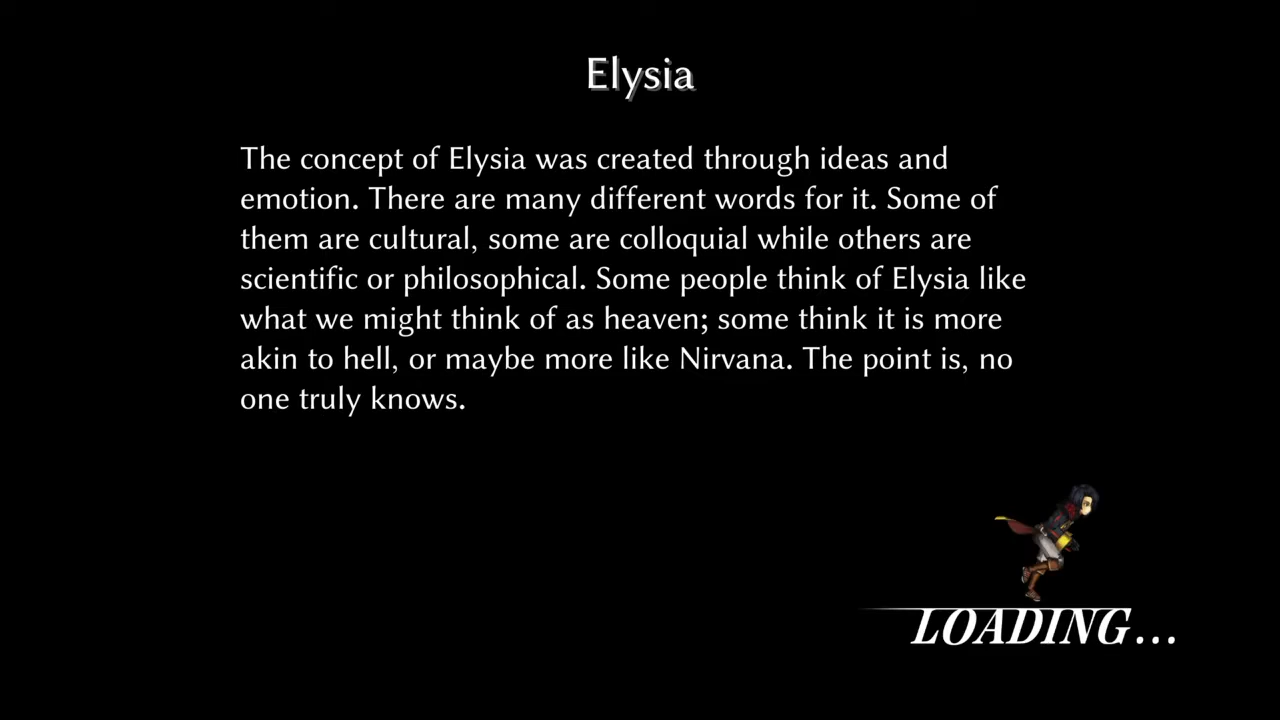 Elysia
The concept of Elysia was created through ideas and
emotion. There are many different words for it. Some of
them are cultural, some are colloquial while others are
scientific or philosophical. Some people think of Elysia like
what we might think of as heaven; some think it is more
akin to hell, or maybe more like Nirvana. The point is, no
one truly knows.
LOADING...